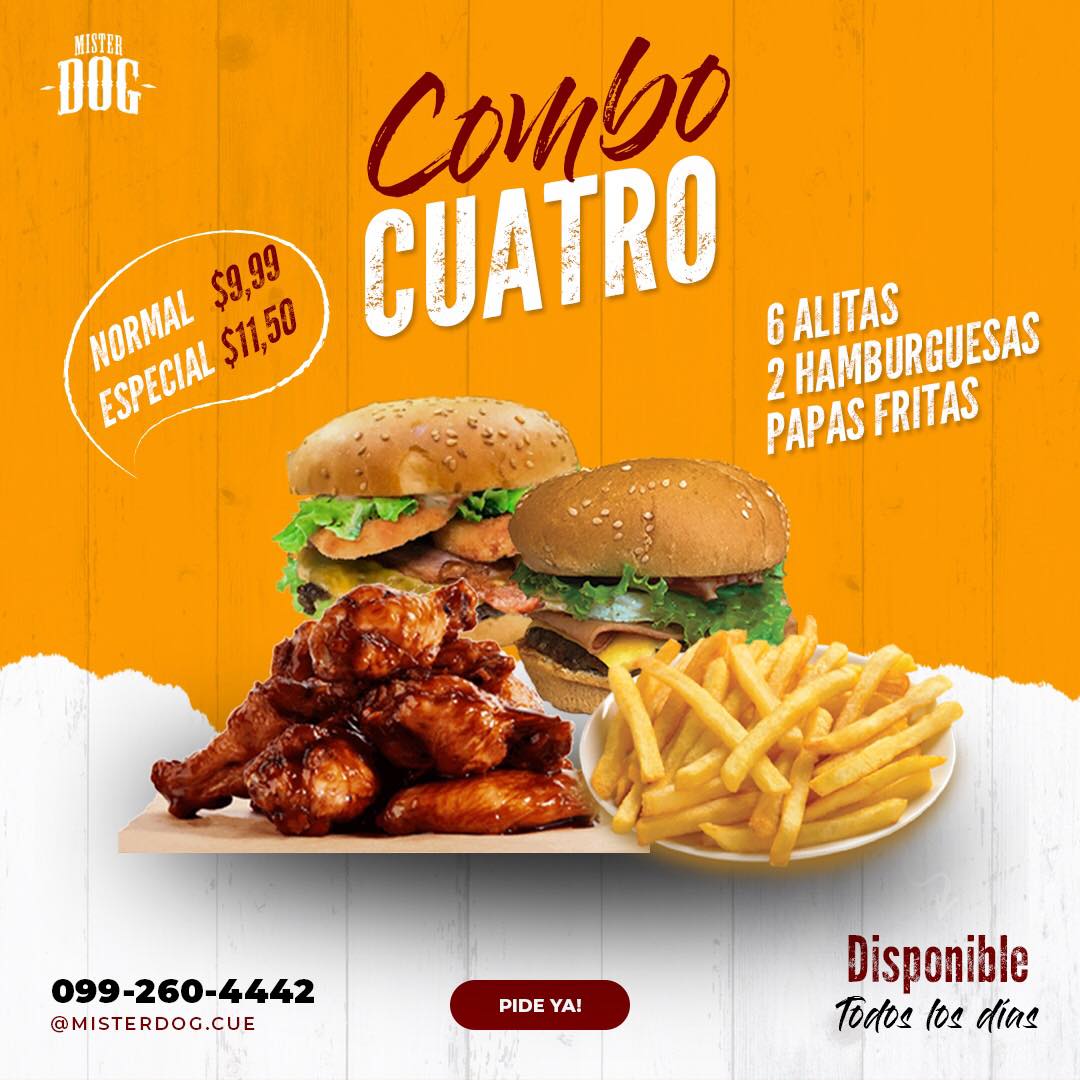 MISTER
DOG
Combo
CUATRO
NORMAL $9,99
ESPECIAL $11,50
6 ALITAS
2 HAMBURGUESAS
PAPAS FRITAS
099-260-4442
@MISTERDOG.CUE
PIDE YA!
Disponible
Todos los días